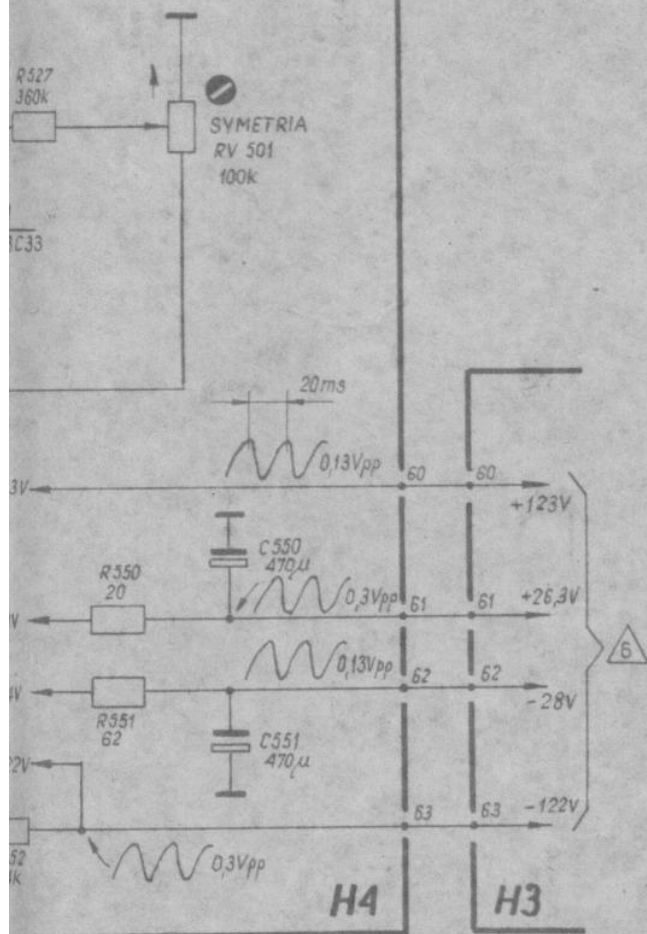 R527
360k
SYMETRIA
RV 501
100k
20ms
0,13Vpp
60
60
+123V
C550
470µ
R550
20
0,3Vpp
61
61
+26,3V
0,13Vpp
62
62
-28V
R551
62
C551
470µ
63
63
-122V
0,3Vpp
H4
H3